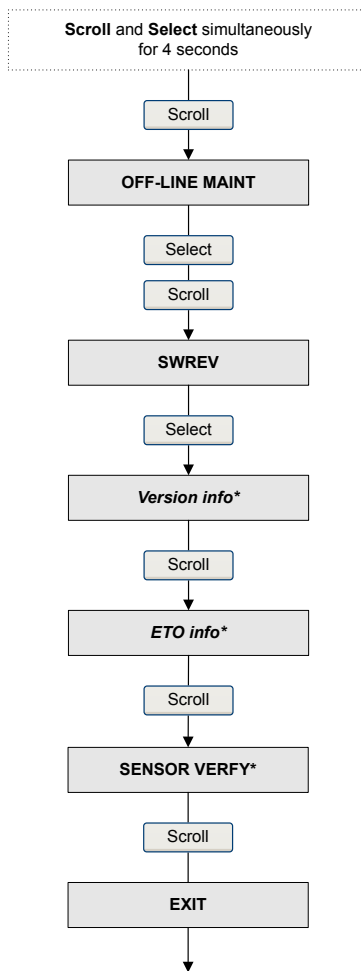 Scroll and Select simultaneously
for 4 seconds
Scroll
OFF-LINE MAINT
Select
Scroll
SWREV
Select
Version info*
Scroll
ETO info*
Scroll
SENSOR VERFY*
Scroll
EXIT